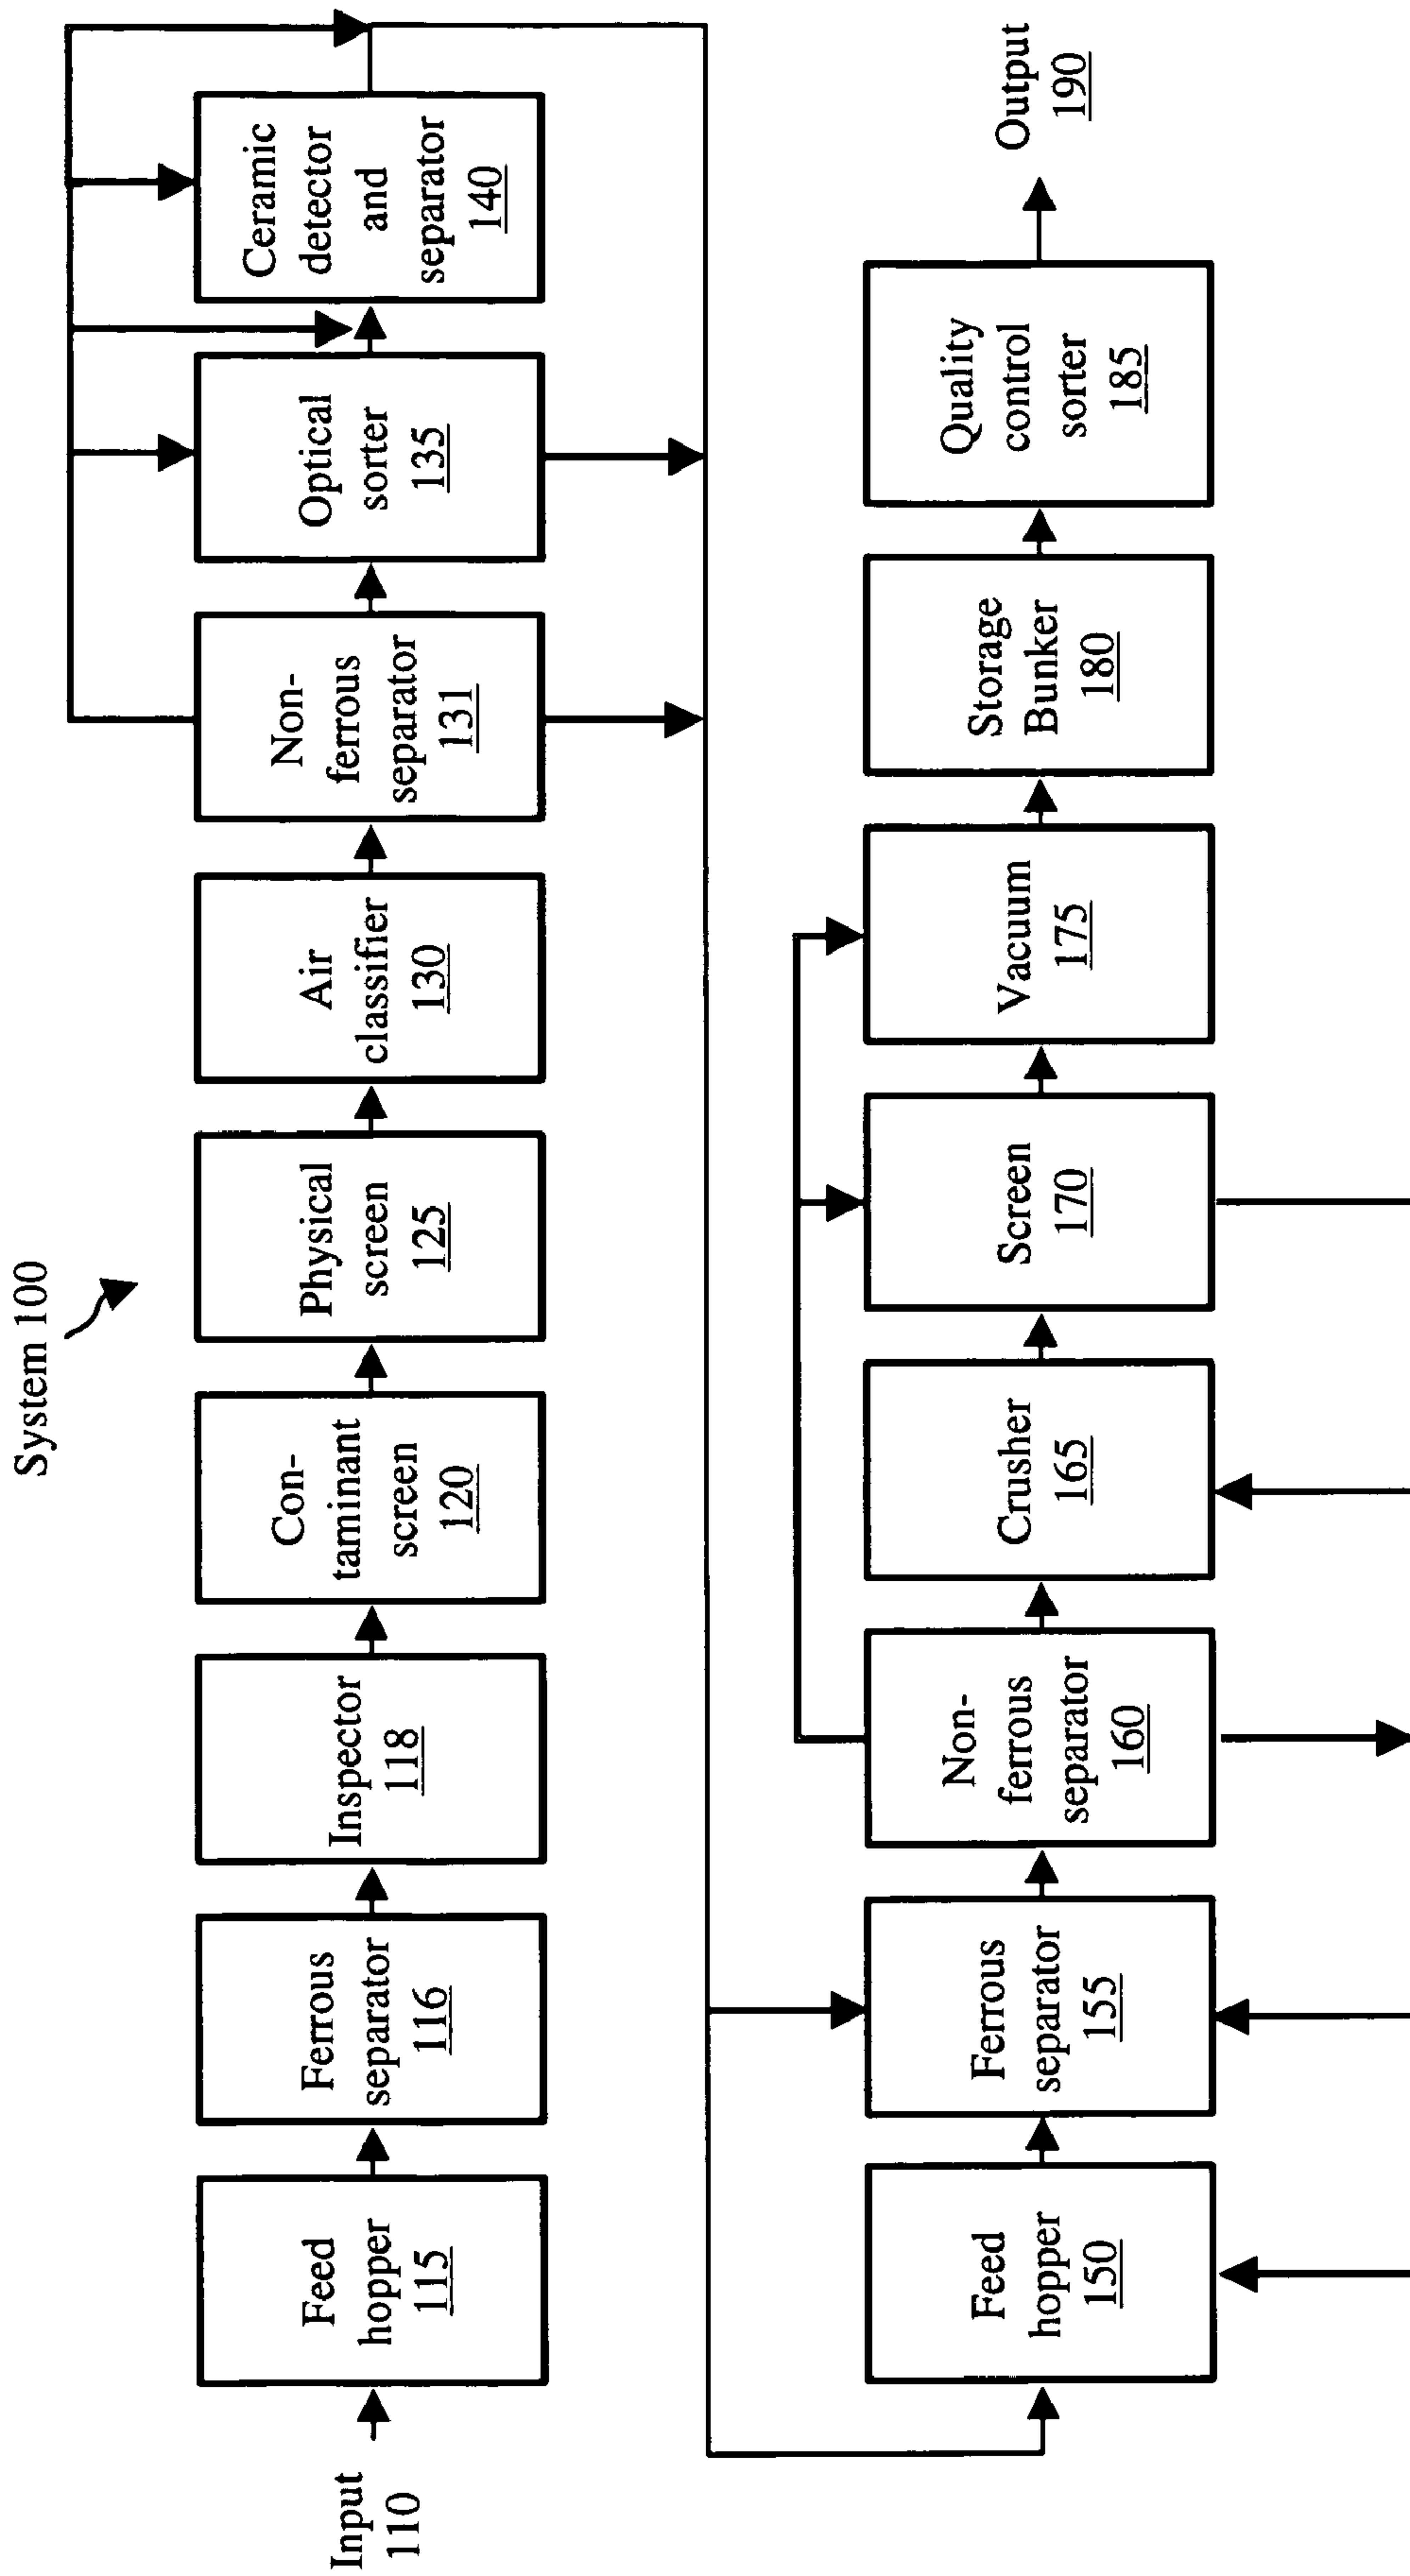 System 100
Input
110
Feed
hopper
115
Ferrous
separator
116
Inspector
118
Con-
taminant
screen
120
Physical
screen
125
Air
classifier
130
Non-
ferrous
separator
131
Optical
sorter
135
Ceramic
detector
and
separator
140
Feed
hopper
150
Ferrous
separator
155
Non-
ferrous
separator
160
Crusher
165
Screen
170
Vacuum
175
Storage
Bunker
180
Quality
control
sorter
185
Output
190